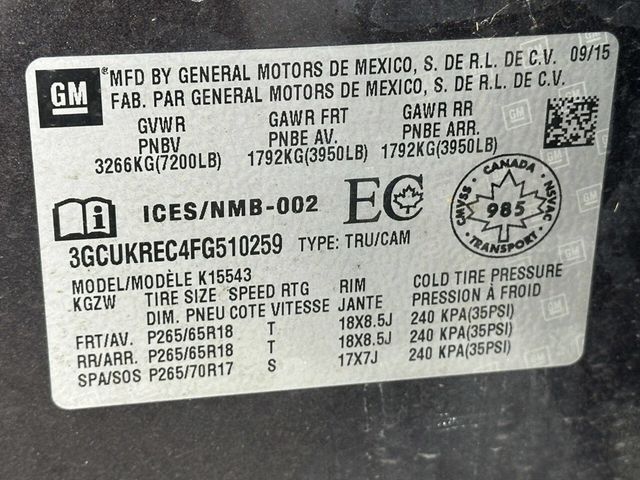 GM
®MFD BY GENERAL MOTORS DE MEXICO, S. DE R.L. DE C.V. 09/15
FAB. PAR GENERAL MOTORS DE MEXICO, S. DE R.L. DE C.V.
GVWR GAWR FRT GAWR RR
PNBV PNBE AV. PNBE ARR.
3266KG(7200LB) 1792KG(3950LB) 1792KG(3950LB)
i ICES/NMB-002 EC
CANADA
CMVSS 985 NSVAC
TRANSPORT
3GCUKREC4FG510259 TYPE: TRU/CAM
MODEL/MODÈLE K15543
KGZW TIRE SIZE SPEED RTG RIM COLD TIRE PRESSURE
DIM. PNEU COTE VITESSE JANTE PRESSION À FROID
FRT/AV. P265/65R18 T 18X8.5J 240 KPA(35PSI)
RR/ARR. P265/65R18 T 18X8.5J 240 KPA(35PSI)
SPA/SOS P265/70R17 S 17X7J 240 KPA(35PSI)